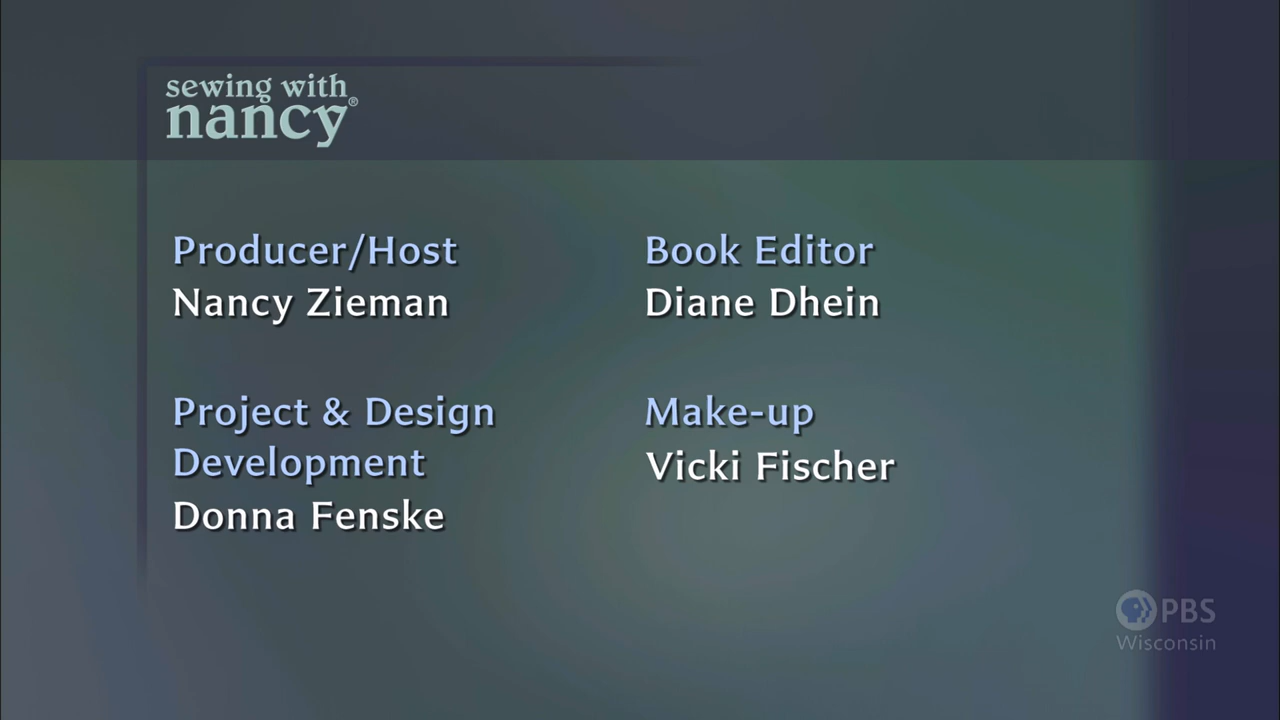 sewing with
nancy®
Producer/Host
Nancy Zieman
Project & Design
Development
Donna Fenske
Book Editor
Diane Dhein
Make-up
Vicki Fischer
PBS
Wisconsin